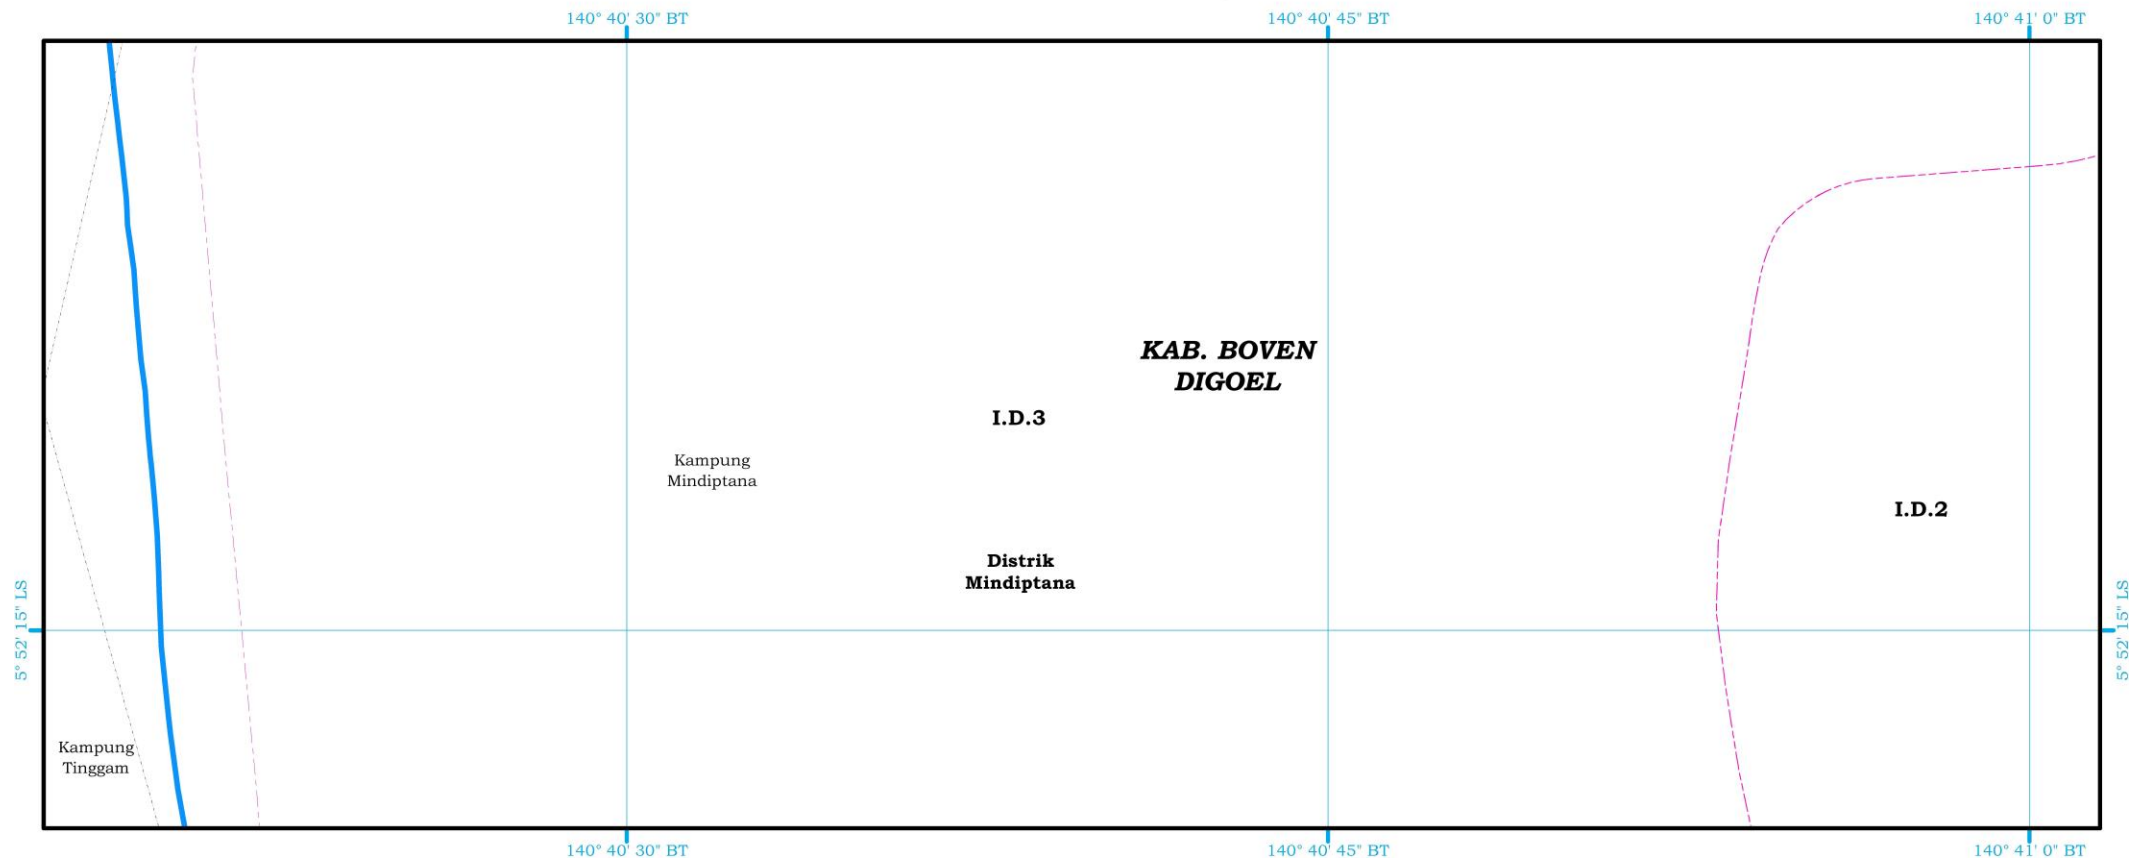 140° 40' 30" BT
140° 40' 45" BT
141° 41' 0" BT
KAB. BOVEN
DIGOEL
I.D.3
Kampung
Mindiptana
I.D.2
Distrik
Mindiptana
5° 52' 15" LS
5° 52' 15" LS
Kampung
Tinggam
140° 40' 30" BT
140° 40' 45" BT
140° 41' 0" BT